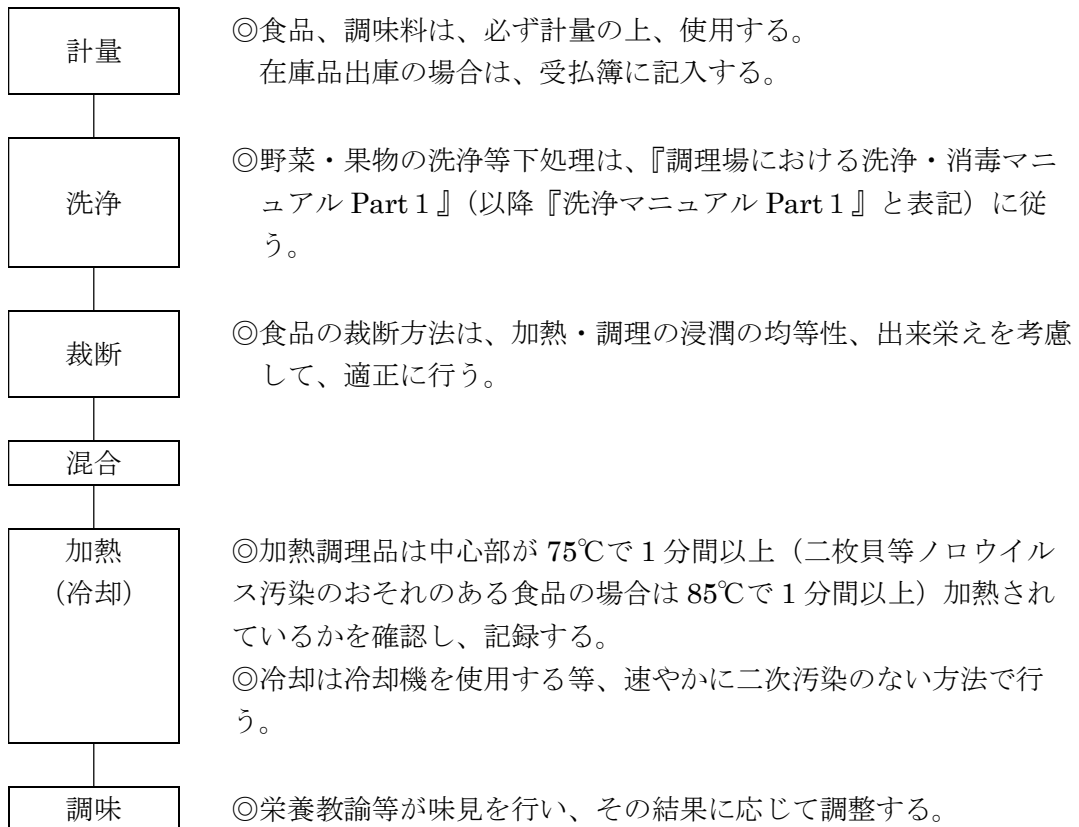 計量
◎食品、調味料は、必ず計量の上、使用する。
在庫品出庫の場合は、受払簿に記入する。
洗浄
◎野菜・果物の洗浄等下処理は、『調理場における洗浄・消毒マニ
ュアル Part１』（以降『洗浄マニュアル Part１』と表記）に従
う。
裁断
◎食品の裁断方法は、加熱・調理の浸潤の均等性、出来栄えを考慮
して、適正に行う。
混合
加熱
（冷却）
◎加熱調理品は中心部が 75℃で１分間以上（二枚貝等ノロウイル
ス汚染のおそれのある食品の場合は 85℃で１分間以上）加熱され
ているかを確認し、記録する。
◎冷却は冷却機を使用する等、速やかに二次汚染のない方法で行
う。
調味
◎栄養教諭等が味見を行い、その結果に応じて調整する。